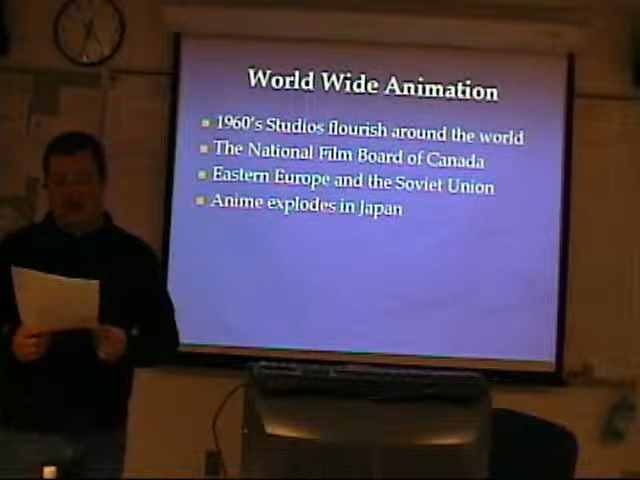 World Wide Animation
1960's Studios flourish around the world
The National Film Board of Canada
Eastern Europe and the Soviet Union
Anime explodes in Japan